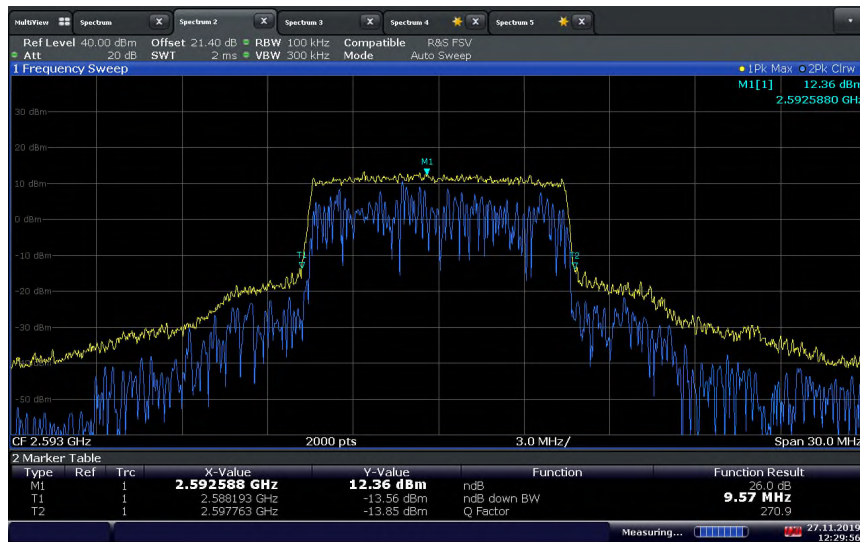 MultiView Spectrum X Spectrum 2 X Spectrum 3 X Spectrum 4 X Spectrum 5 X
Ref Level 40.00 dBm Offset 21.40 dB RBW 100 kHz Compatible R&S FSV
Att 20 dB SWT 2 ms VBW 300 kHz Mode Auto Sweep
1 Frequency Sweep 1Pk Max 2Pk Clrw
M1[1] 12.36 dBm
2.5925880 GHz
30 dBm
20 dBm
M1
10 dBm
0 dBm
-10 dBm T1 T2
-20 dBm
-30 dBm
-50 dBm
CF 2.593 GHz 2000 pts 3.0 MHz/ Span 30.0 MHz
2 Marker Table
Type Ref Trc X-Value Y-Value Function Function Result
M1 1 2.592588 GHz 12.36 dBm ndB 26.0 dB
T1 1 2.588193 GHz -13.56 dBm ndB down BW 9.57 MHz
T2 1 2.597763 GHz -13.85 dBm Q Factor 270.9
Measuring... 27.11.2019
12:29:56